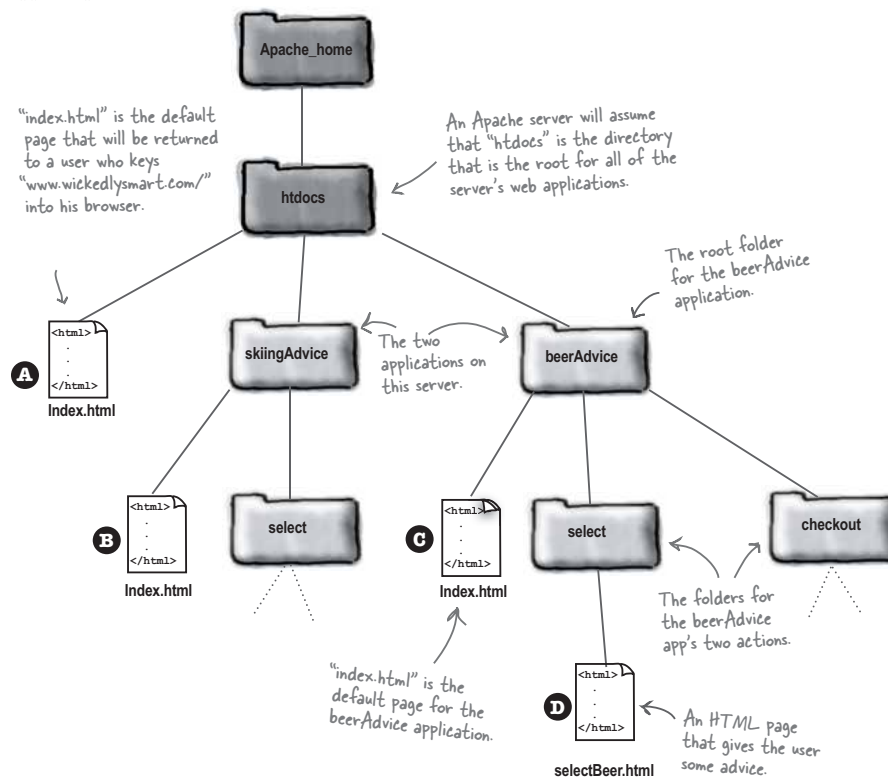 Apache_home
“index.html” is the default
page that will be returned
to a user who keys
“www.wickedlysmart.com/”
into his browser.
An Apache server will assume
that “htdocs” is the directory
that is the root for all of the
server’s web applications.
htdocs
The root folder
for the beerAdvice
application.
<html>
.
.
.
</html>
A
Index.html
skiingAdvice
The two
applications on
this server.
beerAdvice
<html>
.
.
.
</html>
B
Index.html
select
<html>
.
.
.
</html>
C
Index.html
select
checkout
The folders for
the beerAdvice
app’s two actions.
“index.html” is the
default page for the
beerAdvice application.
<html>
.
.
.
</html>
D
selectBeer.html
An HTML page
that gives the user
some advice.